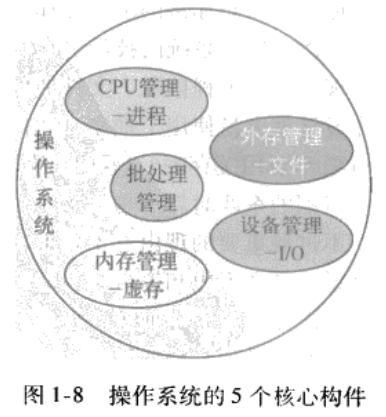 操作系统
CPU管理
-进程
批处理
管理
内存管理
-虚存
外存管理
-文件
设备管理
-I/O
图 1-8 操作系统的 5 个核心构件